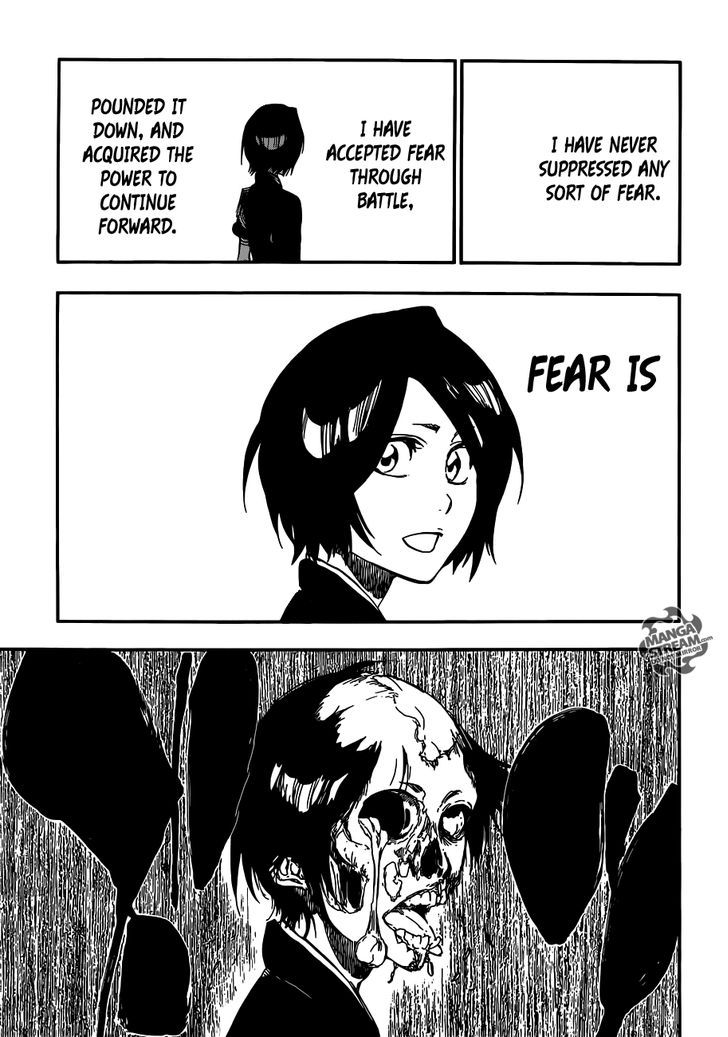 I HAVE NEVER
SUPPRESSED ANY
SORT OF FEAR.
I HAVE
ACCEPTED FEAR
THROUGH
BATTLE,
POUNDED IT
DOWN, AND
ACQUIRED THE
POWER TO
CONTINUE
FORWARD.
FEAR IS
MANGA
STREAM.com